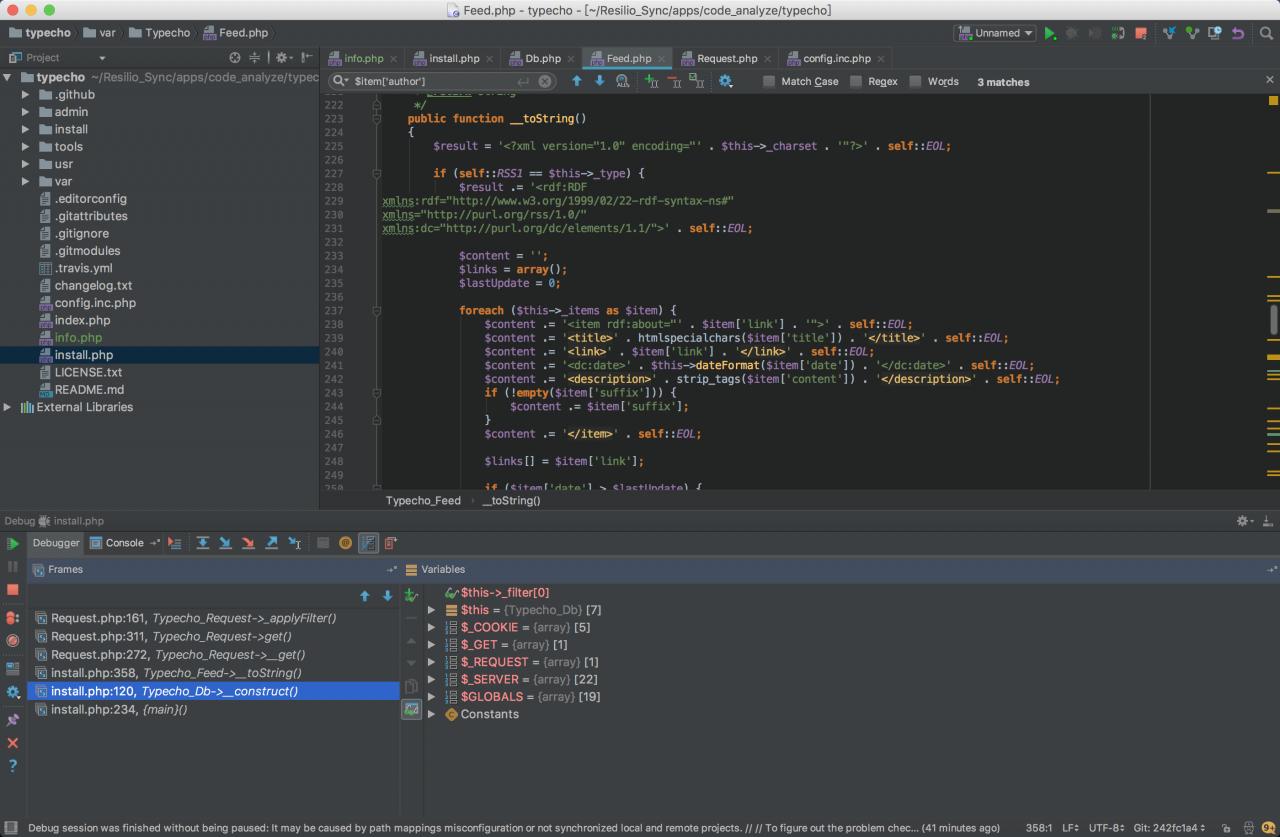 Feed.php - typecho - [~/Resilio_Sync/apps/code_analyze/typecho]
typecho var Typecho Feed.php Unnamed
Project
info.php install.php Db.php Feed.php Request.php config.inc.php
typecho ~/Resilio_Sync/apps/code_analyze/typec
.github
admin
install
tools
usr
var
.editorconfig
.gitattributes
.gitignore
.gitmodules
.travis.yml
changelog.txt
config.inc.php
index.php
info.php
install.php
LICENSE.txt
README.md
External Libraries
$item['author'] Match Case Regex Words 3 matches
222 */
223 public function __toString()
224 {
225 $result = '<?xml version="1.0" encoding="' . $this->_charset . '"?>' . self::EOL;
226
227 if (self::RSS1 == $this->_type) {
228 $result .= '<rdf:RDF
229 xmlns:rdf="http://www.w3.org/1999/02/22-rdf-syntax-ns#"
230 xmlns="http://purl.org/rss/1.0/"
231 xmlns:dc="http://purl.org/dc/elements/1.1/">' . self::EOL;
232
233 $content = '';
234 $links = array();
235 $lastUpdate = 0;
236
237 foreach ($this->_items as $item) {
238 $content .= '<item rdf:about="' . $item['link'] . '">' . self::EOL;
239 $content .= '<title>' . htmlspecialchars($item['title']) . '</title>' . self::EOL;
240 $content .= '<link>' . $item['link'] . '</link>' . self::EOL;
241 $content .= '<dc:date>' . $this->dateFormat($item['date']) . '</dc:date>' . self::EOL;
242 $content .= '<description>' . strip_tags($item['content']) . '</description>' . self::EOL;
243 if (!empty($item['suffix'])) {
244 $content .= $item['suffix'];
245 }
246 $content .= '</item>' . self::EOL;
247
248 $links[] = $item['link'];
249
250 if ($item['date'] > $lastUpdate) {
Typecho_Feed › __toString()
Debug install.php
Debugger Console
Frames
Request.php:161, Typecho_Request->_applyFilter()
Request.php:311, Typecho_Request->get()
Request.php:272, Typecho_Request->__get()
install.php:358, Typecho_Feed->__toString()
install.php:120, Typecho_Db->__construct()
install.php:234, {main}()
Variables
$this->_filter[0]
$this = {Typecho_Db} [7]
$_COOKIE = {array} [5]
$_GET = {array} [1]
$_REQUEST = {array} [1]
$_SERVER = {array} [22]
$GLOBALS = {array} [19]
Constants
Debug session was finished without being paused: It may be caused by path mappings misconfiguration or not synchronized local and remote projects. // // To figure out the problem chec... (41 minutes ago) 358:1 LF÷ UTF-8÷ Git: 242fc1a4÷ 9+